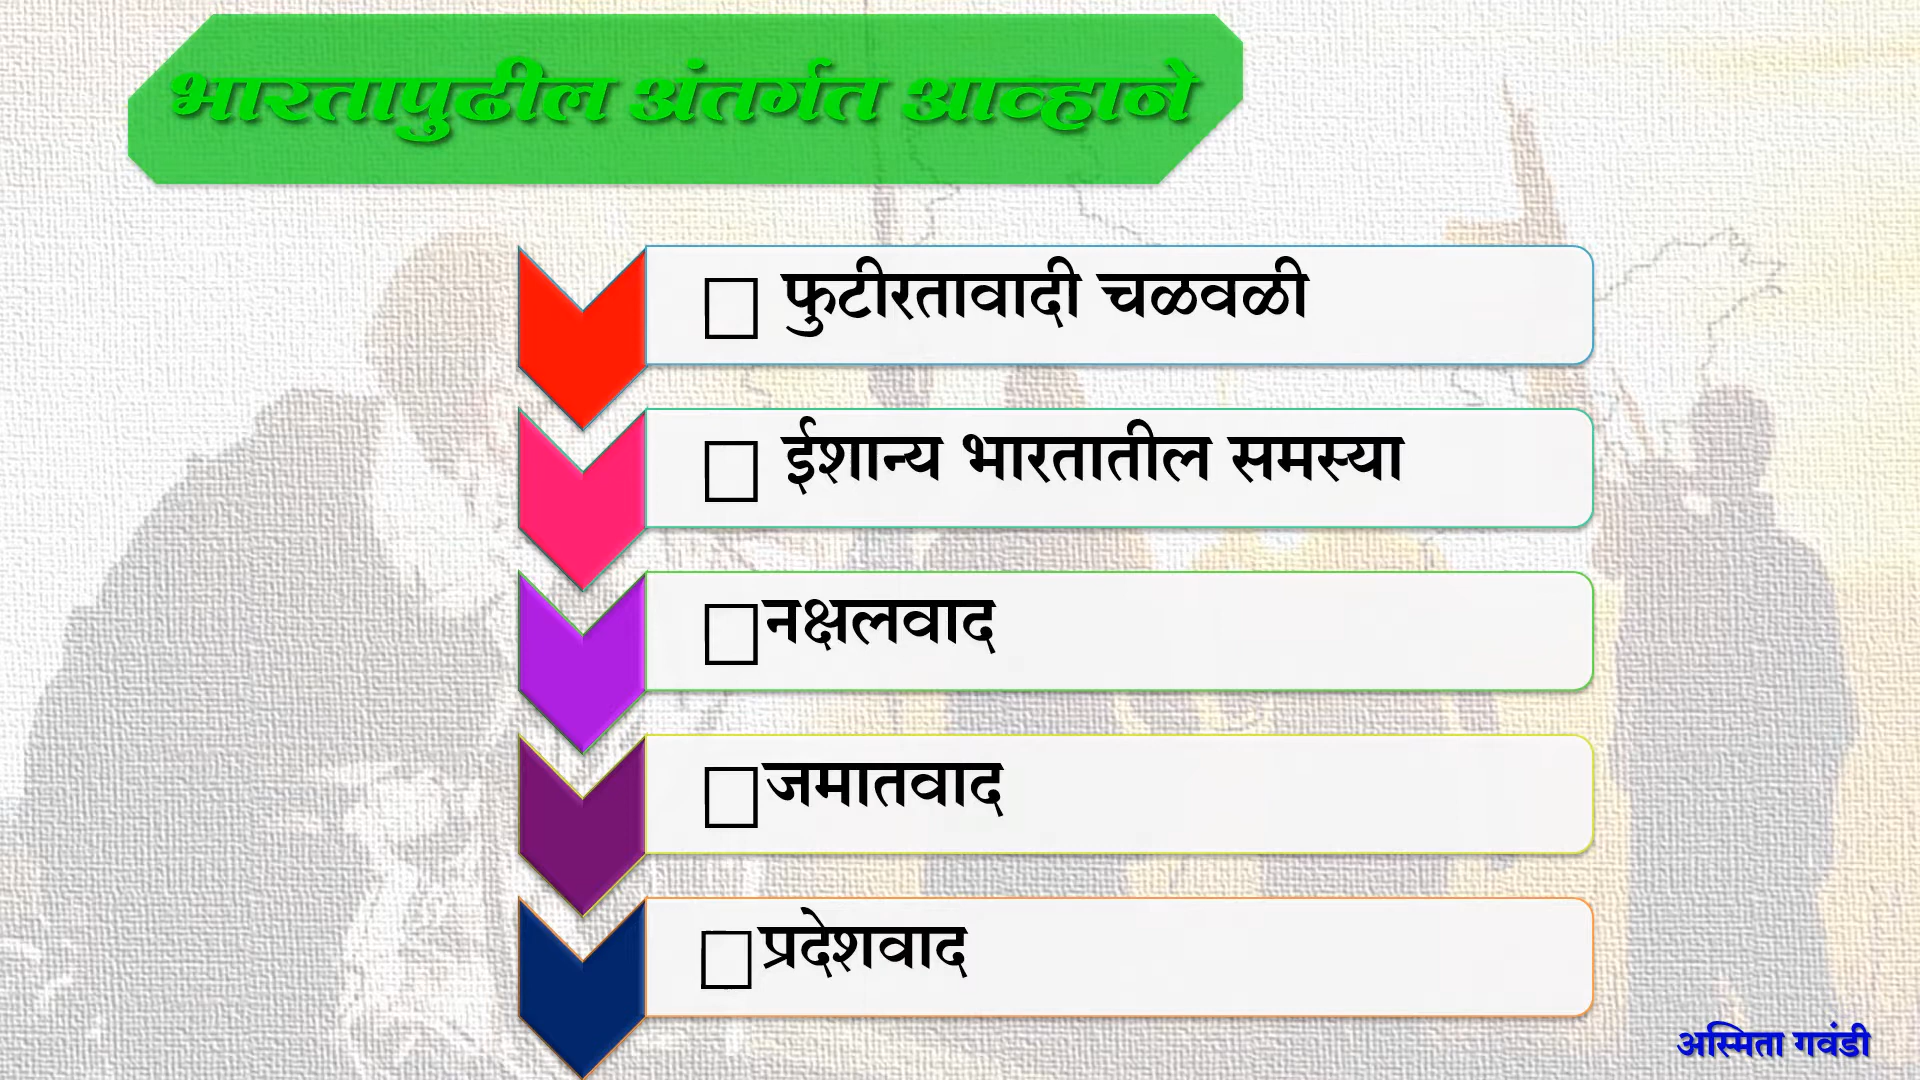 भारतापुढील अंतर्गत आव्हाने
फुटीरतावादी चळवळी
ईशान्य भारतातील समस्या
नक्षलवाद
जमातवाद
प्रदेशवाद
अस्मिता गवंडी